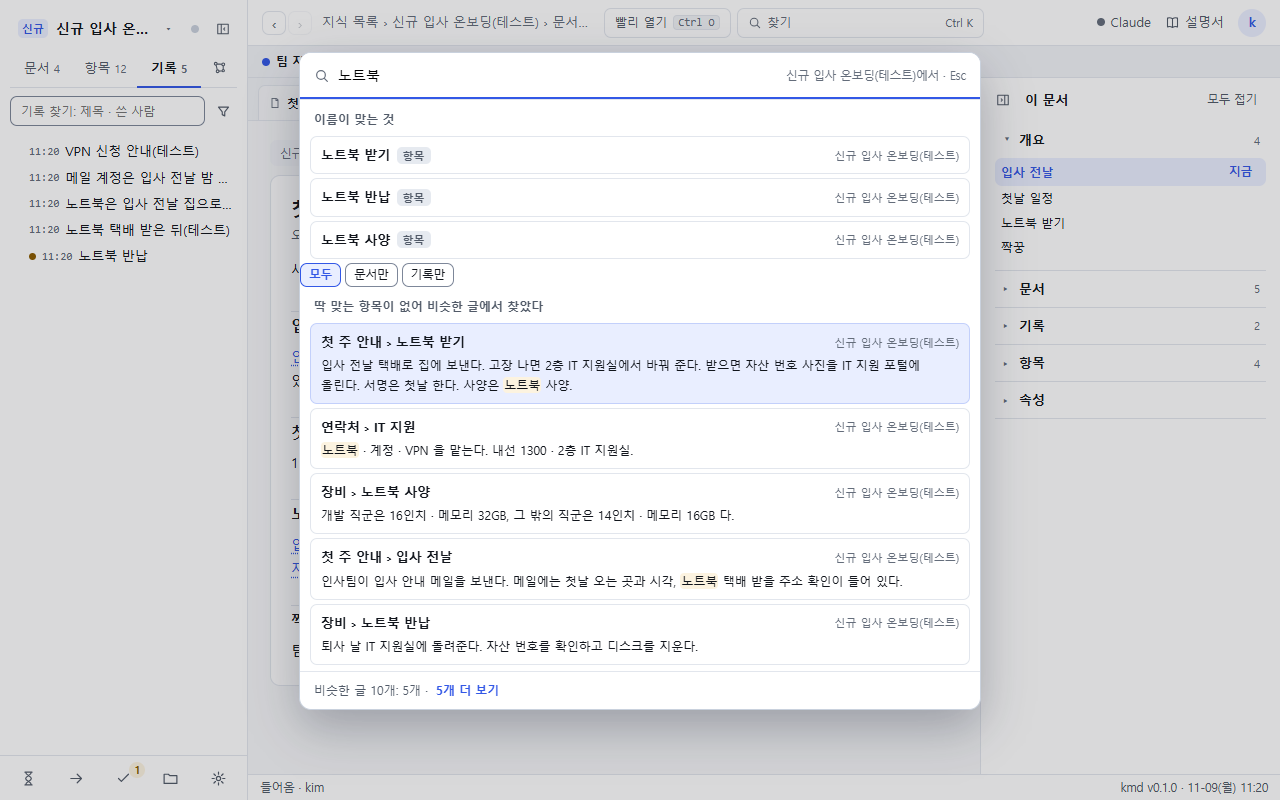 신규 신규 입사 온...
문서 4 항목 12 기록 5
기록 찾기: 제목 · 쓴 사람
11:20 VPN 신청 안내(테스트)
11:20 메일 계정은 입사 전날 밤 ...
11:20 노트북은 입사 전날 집으로...
11:20 노트북 택배 받은 뒤(테스트)
11:20 노트북 반납
1
지식 목록 › 신규 입사 온보딩(테스트) › 문서...
빨리 열기 Ctrl O
찾기 Ctrl K
Claude 설명서 k
노트북 신규 입사 온보딩(테스트)에서 · Esc
이름이 맞는 것
노트북 받기 항목 신규 입사 온보딩(테스트)
노트북 반납 항목 신규 입사 온보딩(테스트)
노트북 사양 항목 신규 입사 온보딩(테스트)
모두 문서만 기록만
딱 맞는 항목이 없어 비슷한 글에서 찾았다
첫 주 안내 › 노트북 받기 신규 입사 온보딩(테스트)
입사 전날 택배로 집에 보낸다. 고장 나면 2층 IT 지원실에서 바꿔 준다. 받으면 자산 번호 사진을 IT 지원 포털에
올린다. 서명은 첫날 한다. 사양은 노트북 사양.
연락처 › IT 지원 신규 입사 온보딩(테스트)
노트북 · 계정 · VPN 을 맡는다. 내선 1300 · 2층 IT 지원실.
장비 › 노트북 사양 신규 입사 온보딩(테스트)
개발 직군은 16인치 · 메모리 32GB, 그 밖의 직군은 14인치 · 메모리 16GB 다.
첫 주 안내 › 입사 전날 신규 입사 온보딩(테스트)
인사팀이 입사 안내 메일을 보낸다. 메일에는 첫날 오는 곳과 시각, 노트북 택배 받을 주소 확인이 들어 있다.
장비 › 노트북 반납 신규 입사 온보딩(테스트)
퇴사 날 IT 지원실에 돌려준다. 자산 번호를 확인하고 디스크를 지운다.
비슷한 글 10개: 5개 · 5개 더 보기
이 문서 모두 접기
개요 4
입사 전날 지금
첫날 일정
노트북 받기
짝꿍
문서 5
기록 2
항목 4
속성
들어옴 · kim
kmd v0.1.0 · 11-09(월) 11:20